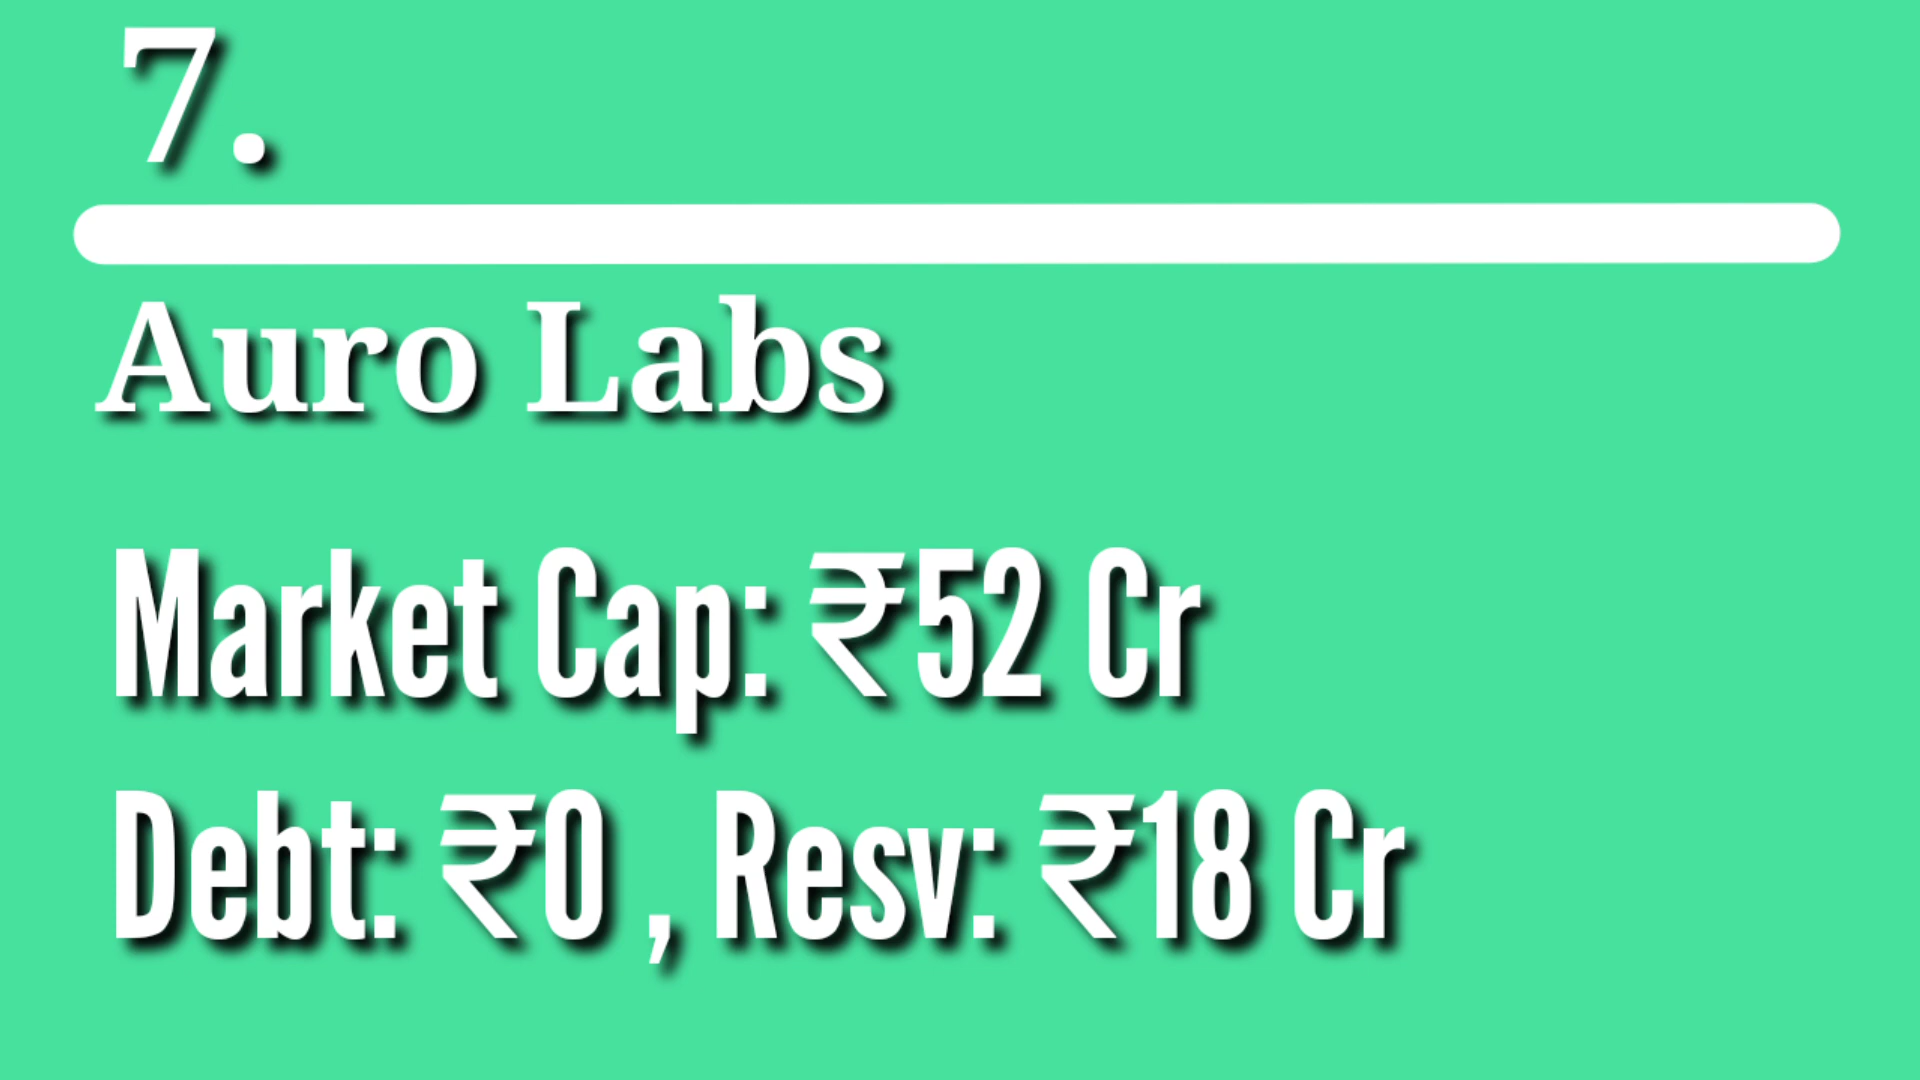 7.
Auro Labs
Market Cap: ₹52 Cr
Debt: ₹0 , Resv: ₹18 Cr